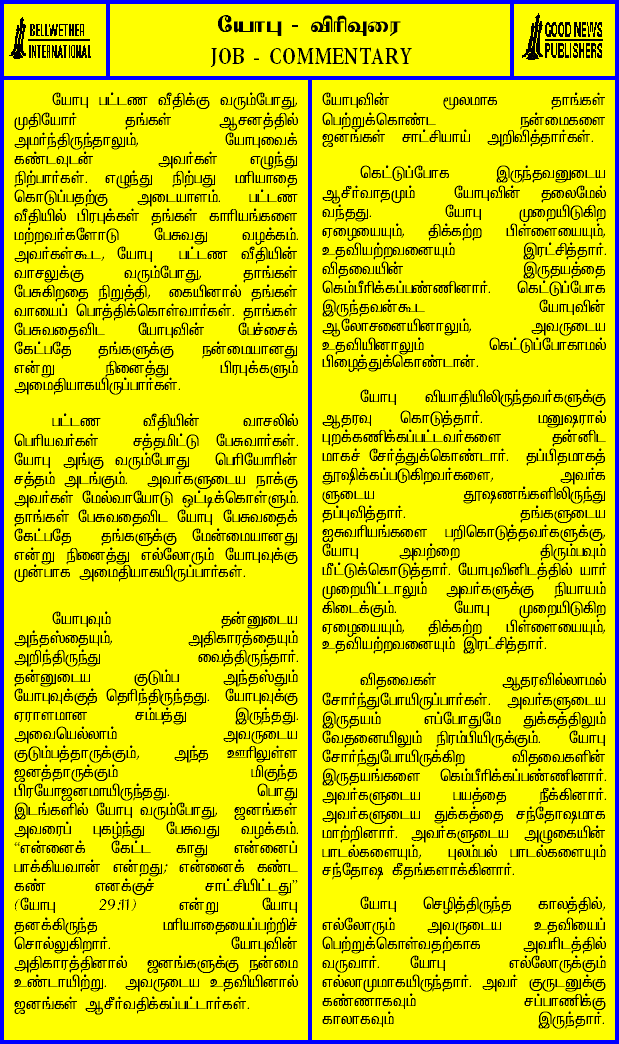 BELLWETHER
INTERNATIONAL
யோபு - விரிவுரை
JOB - COMMENTARY
GOOD NEWS
PUBLISHERS
யோபு பட்டண வீதிக்கு வரும்போது,
முதியோர் தங்கள் ஆசனத்தில்
அமர்ந்திருந்தாலும், யோபுவைக்
கண்டவுடன் அவர்கள் எழுந்து
நிற்பார்கள். எழுந்து நிற்பது மரியாதை
கொடுப்பதற்கு அடையாளம். பட்டண
வீதியில் பிரபுக்கள் தங்கள் காரியங்களை
மற்றவர்களோடு பேசுவது வழக்கம்.
அவர்கள்கூட, யோபு பட்டண வீதியின்
வாசலுக்கு வரும்போது, தாங்கள்
பேசுகிறதை நிறுத்தி, கையினால் தங்கள்
வாயைப் பொத்திக்கொள்வார்கள். தாங்கள்
பேசுவதைவிட யோபுவின் பேச்சைக்
கேட்பதே தங்களுக்கு நன்மையானது
என்று நினைத்து பிரபுக்களும்
அமைதியாகயிருப்பார்கள்.
பட்டண வீதியின் வாசலில்
பெரியவர்கள் சத்தமிட்டு பேசுவார்கள்.
யோபு அங்கு வரும்போது பெரியோரின்
சத்தம் அடங்கும். அவர்களுடைய நாக்கு
அவர்கள் மேல்வாயோடு ஒட்டிக்கொள்ளும்.
தாங்கள் பேசுவதைவிட யோபு பேசுவதைக்
கேட்பதே தங்களுக்கு மேன்மையானது
என்று நினைத்து எல்லோரும் யோபுவுக்கு
முன்பாக அமைதியாகயிருப்பார்கள்.
யோபுவும் தன்னுடைய
அந்தஸ்தையும், அதிகாரத்தையும்
அறிந்திருந்து வைத்திருந்தார்.
தன்னுடைய குடும்ப அந்தஸ்தும்
யோபுவுக்குத் தெரிந்திருந்தது. யோபுவுக்கு
ஏராளமான சம்பத்து இருந்தது.
அவையெல்லாம் அவருடைய
குடும்பத்தாருக்கும், அந்த ஊரிலுள்ள
ஜனத்தாருக்கும் மிகுந்த
பிரயோஜனமாயிருந்தது. பொது
இடங்களில் யோபு வரும்போது, ஜனங்கள்
அவரைப் புகழ்ந்து பேசுவது வழக்கம்.
“என்னைக் கேட்ட காது என்னைப்
பாக்கியவான் என்றது; என்னைக் கண்ட
கண் எனக்குச் சாட்சியிட்டது”
(யோபு 29:11) என்று யோபு
தனக்கிருந்த மரியாதையைப்பற்றிச்
சொல்லுகிறார். யோபுவின்
அதிகாரத்தினால் ஜனங்களுக்கு நன்மை
உண்டாயிற்று. அவருடைய உதவியினால்
ஜனங்கள் ஆசீர்வதிக்கப்பட்டார்கள்.
யோபுவின் மூலமாக தாங்கள்
பெற்றுக்கொண்ட நன்மைகளை
ஜனங்கள் சாட்சியாய் அறிவித்தார்கள்.
கெட்டுப்போக இருந்தவனுடைய
ஆசீர்வாதமும் யோபுவின் தலைமேல்
வந்தது. யோபு முறையிடுகிற
ஏழையையும், திக்கற்ற பிள்ளையையும்,
உதவியற்றவனையும் இரட்சித்தார்.
விதவையின் இருதயத்தை
கெம்பீரிக்கப்பண்ணினார். கெட்டுப்போக
இருந்தவன்கூட யோபுவின்
ஆலோசனையினாலும், அவருடைய
உதவியினாலும் கெட்டுப்போகாமல்
பிழைத்துக்கொண்டான்.
யோபு வியாதியிலிருந்தவர்களுக்கு
ஆதரவு கொடுத்தார். மனுஷரால்
புறக்கணிக்கப்பட்டவர்களை தன்னிட
மாகச் சேர்த்துக்கொண்டார். தப்பிதமாகத்
தூஷிக்கப்படுகிறவர்களை, அவர்க
ளுடைய தூஷணங்களிலிருந்து
தப்புவித்தார். தங்களுடைய
ஐசுவரியங்களை பறிகொடுத்தவர்களுக்கு,
யோபு அவற்றை திரும்பவும்
மீட்டுக்கொடுத்தார். யோபுவினிடத்தில் யார்
முறையிட்டாலும் அவர்களுக்கு நியாயம்
கிடைக்கும். யோபு முறையிடுகிற
ஏழையையும், திக்கற்ற பிள்ளையையும்,
உதவியற்றவனையும் இரட்சித்தார்.
விதவைகள் ஆதரவில்லாமல்
சோர்ந்துபோயிருப்பார்கள். அவர்களுடைய
இருதயம் எப்போதுமே துக்கத்திலும்
வேதனையிலும் நிரம்பியிருக்கும். யோபு
சோர்ந்துபோயிருக்கிற விதவைகளின்
இருதயங்களை கெம்பீரிக்கப்பண்ணினார்.
அவர்களுடைய பயத்தை நீக்கினார்.
அவர்களுடைய துக்கத்தை சந்தோஷமாக
மாற்றினார். அவர்களுடைய அழுகையின்
பாடல்களையும், புலம்பல் பாடல்களையும்
சந்தோஷ கீதங்களாக்கினார்.
யோபு செழித்திருந்த காலத்தில்,
எல்லோரும் அவருடைய உதவியைப்
பெற்றுக்கொள்வதற்காக அவரிடத்தில்
வருவார். யோபு எல்லோருக்கும்
எல்லாமுமாகயிருந்தார். அவர் குருடனுக்கு
கண்ணாகவும் சப்பாணிக்கு
காலாகவும் இருந்தார்.